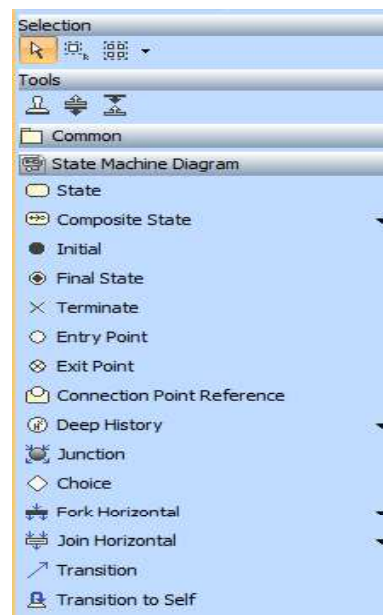 Selection
Tools
Common
State Machine Diagram
State
Composite State
Initial
Final State
Terminate
Entry Point
Exit Point
Connection Point Reference
Deep History
Junction
Choice
Fork Horizontal
Join Horizontal
Transition
Transition to Self